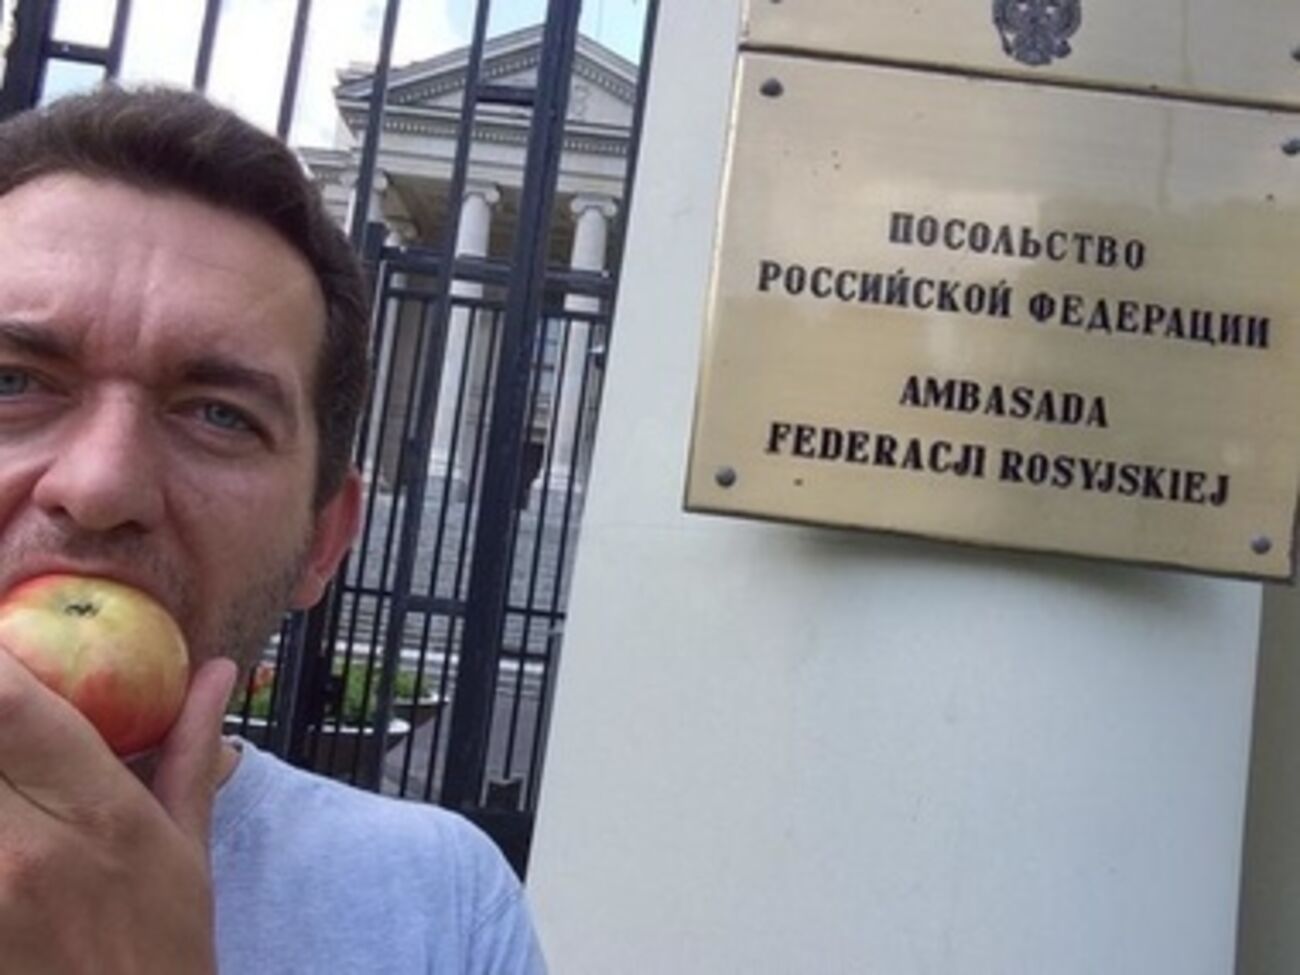 ПОСОЛЬСТВО
РОССИЙСКОЙ ФЕДЕРАЦИИ
AMBASADA
FEDERACJI ROSYJSKIEJ